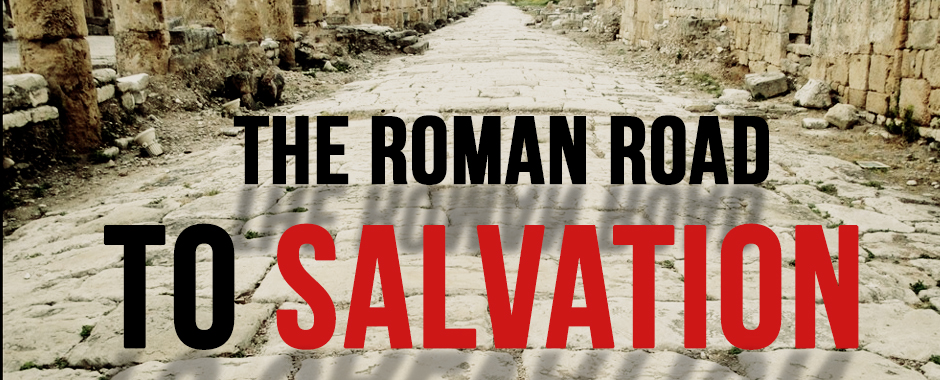 THE ROMAN ROAD
TO SALVATION